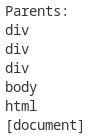 Parents:
div
div
div
body
html
[document]